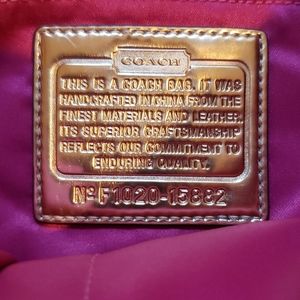 COACH
THIS IS A COACH BAG. IT WAS
HANDCRAFTED IN CHINA FROM THE
FINEST MATERIALS AND LEATHER.
ITS SUPERIOR CRAFTSMANSHIP
REFLECTS OUR COMMITMENT TO
ENDURING QUALITY.
Nº F1020-15882